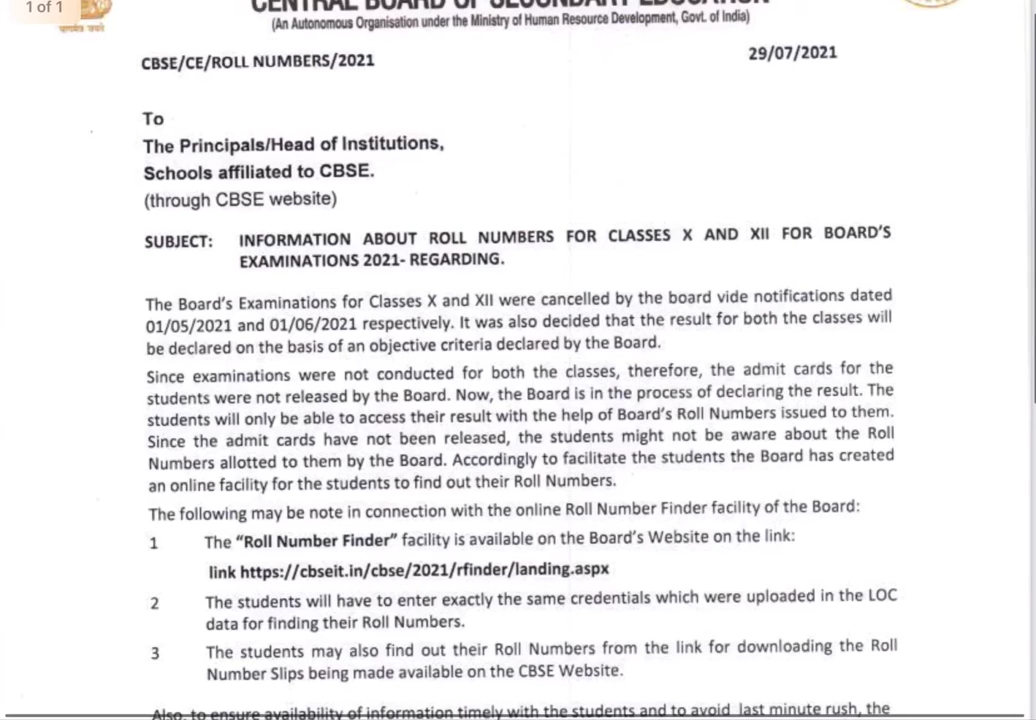 1 of 1
CENTRAL BOARD OF SECONDARY EDUCATION
(An Autonomous Organisation under the Ministry of Human Resource Development, Govt. of India)
CBSE/CE/ROLL NUMBERS/2021 29/07/2021
To
The Principals/Head of Institutions,
Schools affiliated to CBSE.
(through CBSE website)
SUBJECT: INFORMATION ABOUT ROLL NUMBERS FOR CLASSES X AND XII FOR BOARD'S
EXAMINATIONS 2021- REGARDING.
The Board's Examinations for Classes X and XII were cancelled by the board vide notifications dated
01/05/2021 and 01/06/2021 respectively. It was also decided that the result for both the classes will
be declared on the basis of an objective criteria declared by the Board.
Since examinations were not conducted for both the classes, therefore, the admit cards for the
students were not released by the Board. Now, the Board is in the process of declaring the result. The
students will only be able to access their result with the help of Board's Roll Numbers issued to them.
Since the admit cards have not been released, the students might not be aware about the Roll
Numbers allotted to them by the Board. Accordingly to facilitate the students the Board has created
an online facility for the students to find out their Roll Numbers.
The following may be note in connection with the online Roll Number Finder facility of the Board:
1 The "Roll Number Finder" facility is available on the Board's Website on the link:
link https://cbseit.in/cbse/2021/rfinder/landing.aspx
2 The students will have to enter exactly the same credentials which were uploaded in the LOC
data for finding their Roll Numbers.
3 The students may also find out their Roll Numbers from the link for downloading the Roll
Number Slips being made available on the CBSE Website.
Also, to ensure availability of information timely with the students and to avoid last minute rush, the